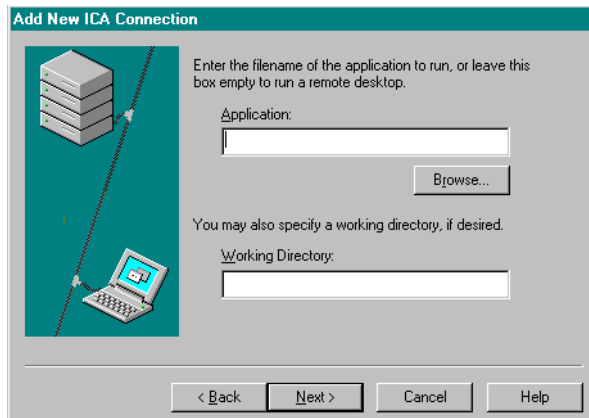 Add New ICA Connection
Enter the filename of the application to run, or leave this
box empty to run a remote desktop.
Application:
Browse...
You may also specify a working directory, if desired.
Working Directory:
< Back
Next >
Cancel
Help